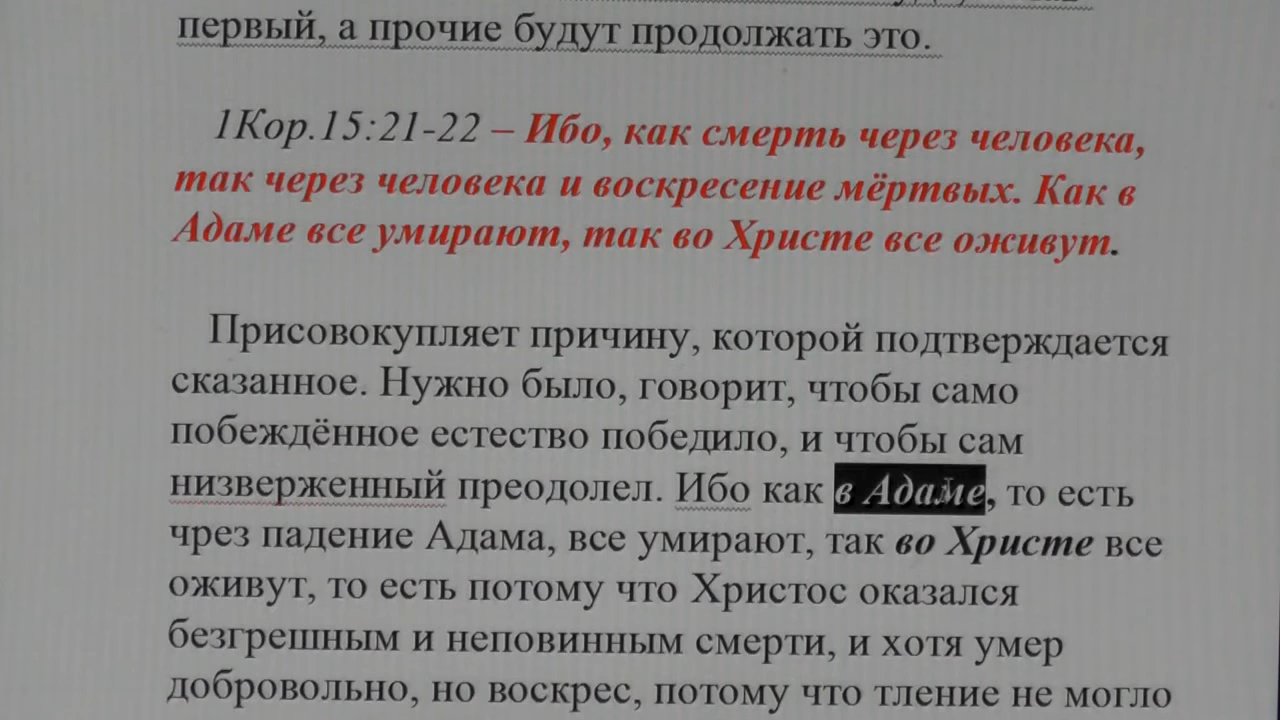 первый, а прочие будут продолжать это.
1Кор.15:21-22 – Ибо, как смерть через человека,
так через человека и воскресение мёртвых. Как в
Адаме все умирают, так во Христе все оживут.
Присовокупляет причину, которой подтверждается
сказанное. Нужно было, говорит, чтобы само
побеждённое естество победило, и чтобы сам
низверженный преодолел. Ибо как в Адаме, то есть
чрез падение Адама, все умирают, так во Христе все
оживут, то есть потому что Христос оказался
безгрешным и неповинным смерти, и хотя умер
добровольно, но воскрес, потому что тление не могло